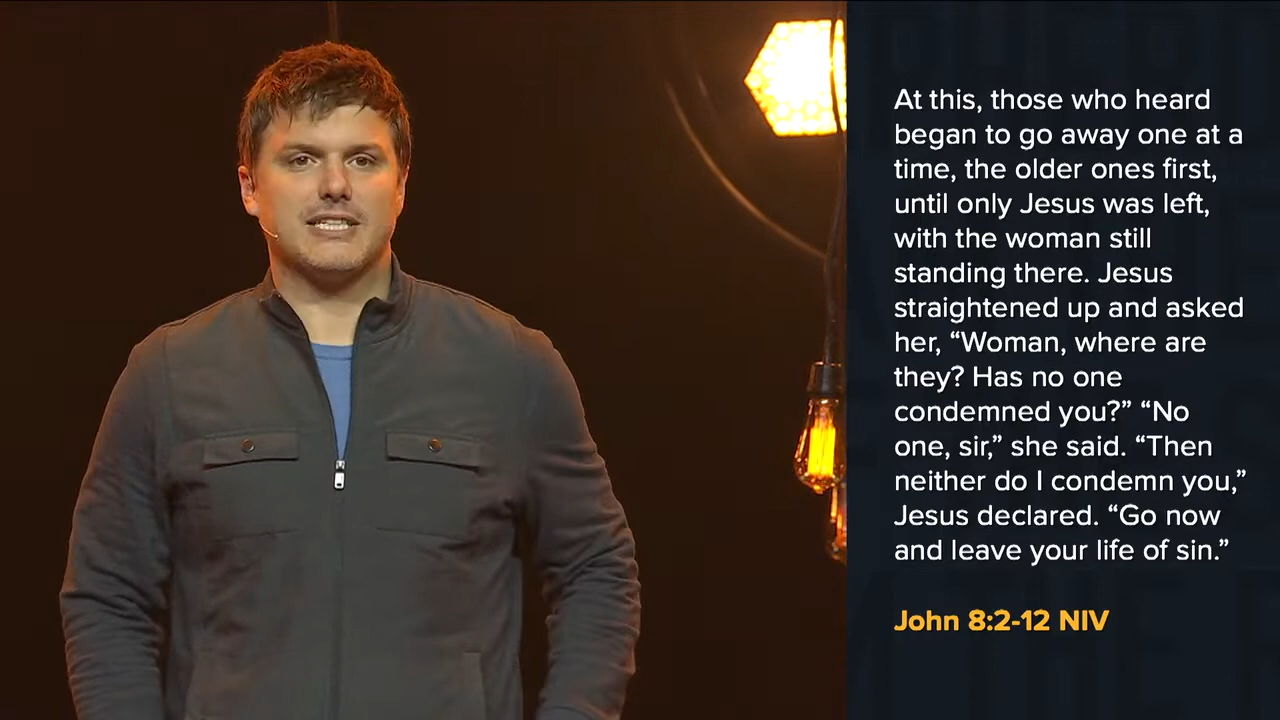 At this, those who heard
began to go away one at a
time, the older ones first,
until only Jesus was left,
with the woman still
standing there. Jesus
straightened up and asked
her, “Woman, where are
they? Has no one
condemned you?” “No
one, sir,” she said. “Then
neither do I condemn you,”
Jesus declared. “Go now
and leave your life of sin.”
John 8:2-12 NIV